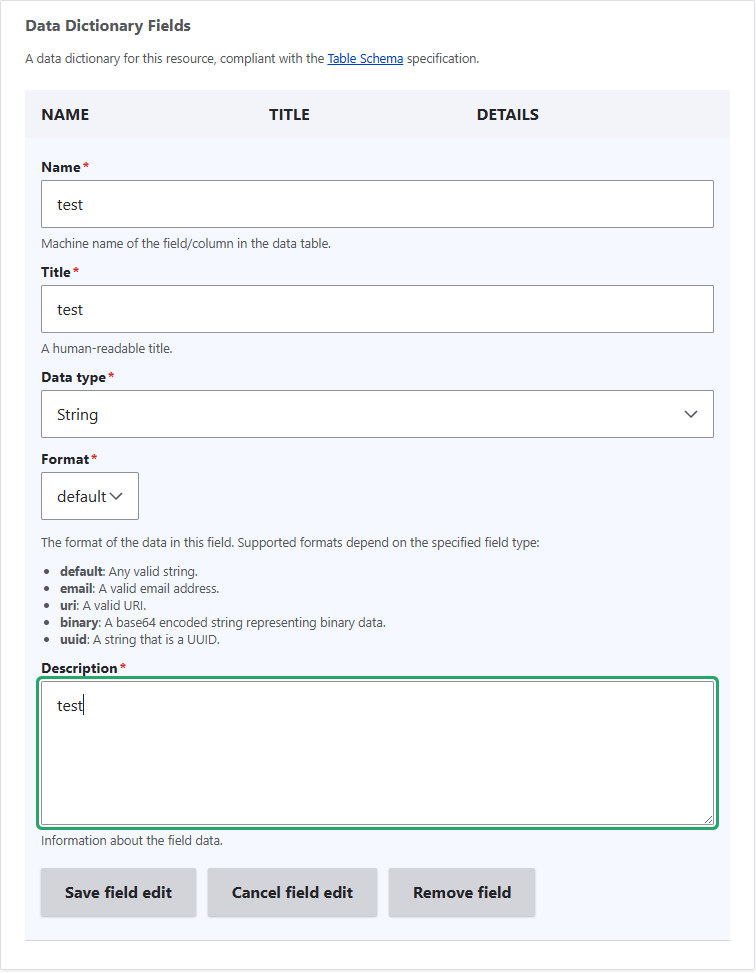 Data Dictionary Fields
A data dictionary for this resource, compliant with the Table Schema specification.
NAME TITLE DETAILS
Name*
test
Machine name of the field/column in the data table.
Title*
test
A human-readable title.
Data type*
String
Format*
default
The format of the data in this field. Supported formats depend on the specified field type:
• default: Any valid string.
• email: A valid email address.
• uri: A valid URI.
• binary: A base64 encoded string representing binary data.
• uuid: A string that is a UUID.
Description*
test
Information about the field data.
Save field edit Cancel field edit Remove field